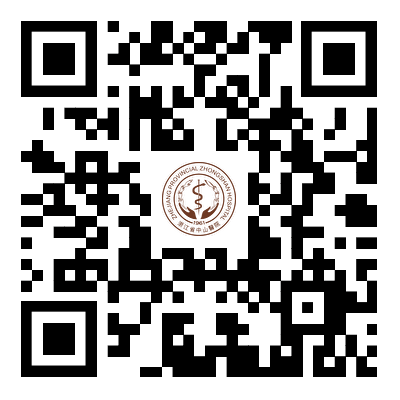 ZHEJIANG PROVINCIAL ZHONGSHAN HOSPITAL
1961
浙江省中山醫院